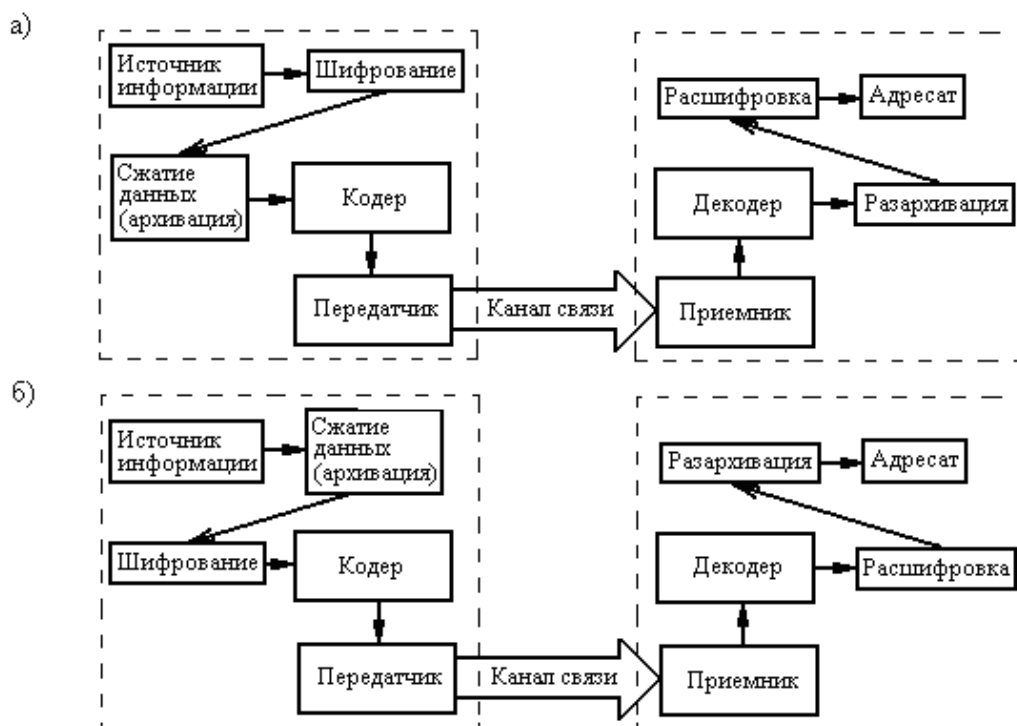 а)
Источник
информации
Шифрование
Сжатие
данных
(архивация)
Кодер
Передатчик
Канал связи
Расшифровка
Адресат
Декодер
Разархивация
Приемник
б)
Источник
информации
Сжатие
данных
(архивация)
Шифрование
Кодер
Передатчик
Канал связи
Разархивация
Адресат
Декодер
Расшифровка
Приемник